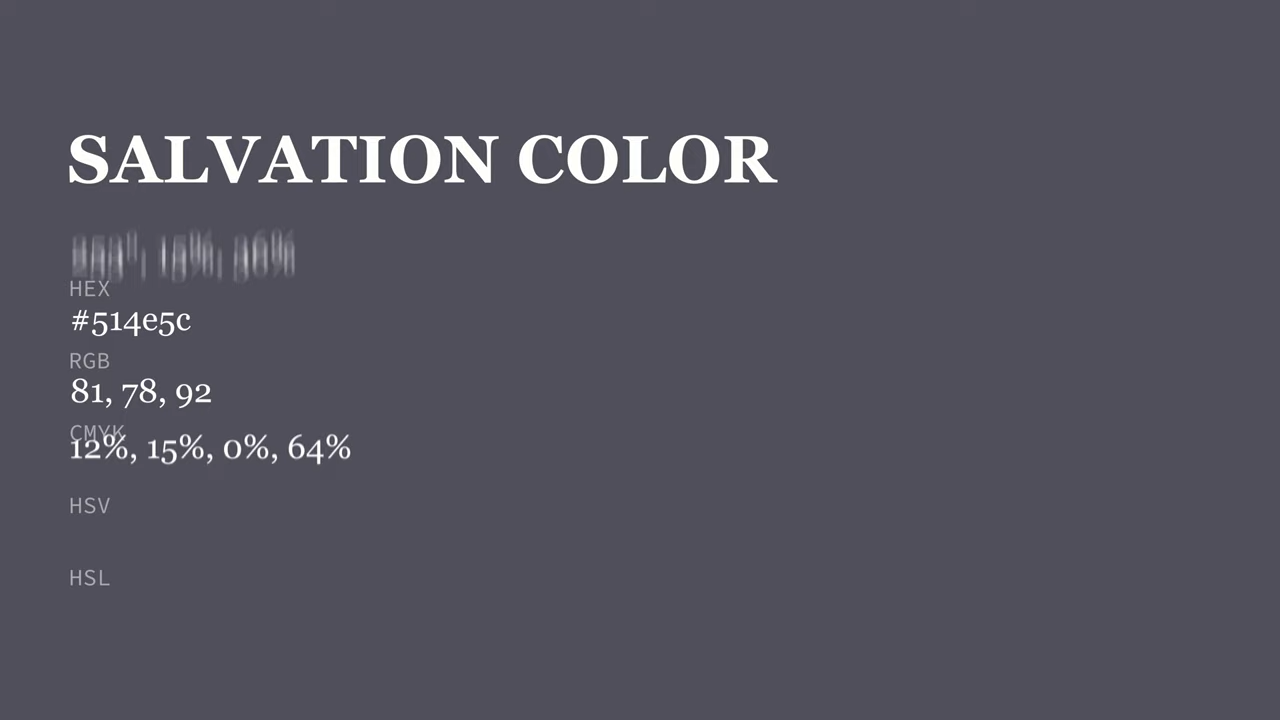 SALVATION COLOR
HEX
#514e5c
RGB
81, 78, 92
CMYK
12%, 15%, 0%, 64%
HSV
HSL